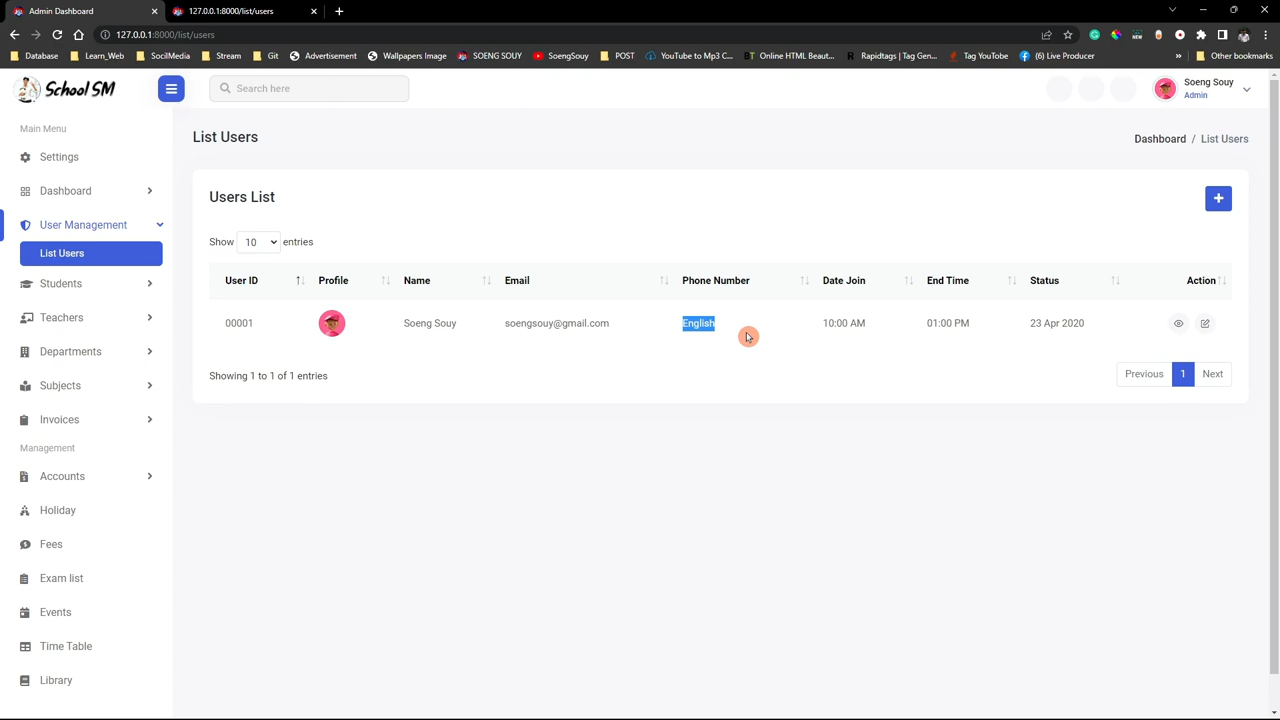 Admin Dashboard
127.0.0.1:8000/list/users
127.0.0.1:8000/list/users
Database
Learn_Web
SocilMedia
Stream
Git
Advertisement
Wallpapers Image
SOENG SOUY
SoengSouy
POST
YouTube to Mp3 C...
Online HTML Beaut...
Rapidtags | Tag Gen...
Tag YouTube
(6) Live Producer
Other bookmarks
School SM
Search here
Soeng Souy
Admin
Main Menu
Settings
Dashboard
User Management
List Users
Students
Teachers
Departments
Subjects
Invoices
Management
Accounts
Holiday
Fees
Exam list
Events
Time Table
Library
List Users
Dashboard / List Users
Users List
Show 10 entries
User ID Profile Name Email Phone Number Date Join End Time Status Action
00001 Soeng Souy soengsouy@gmail.com English 10:00 AM 01:00 PM 23 Apr 2020
Showing 1 to 1 of 1 entries
Previous 1 Next